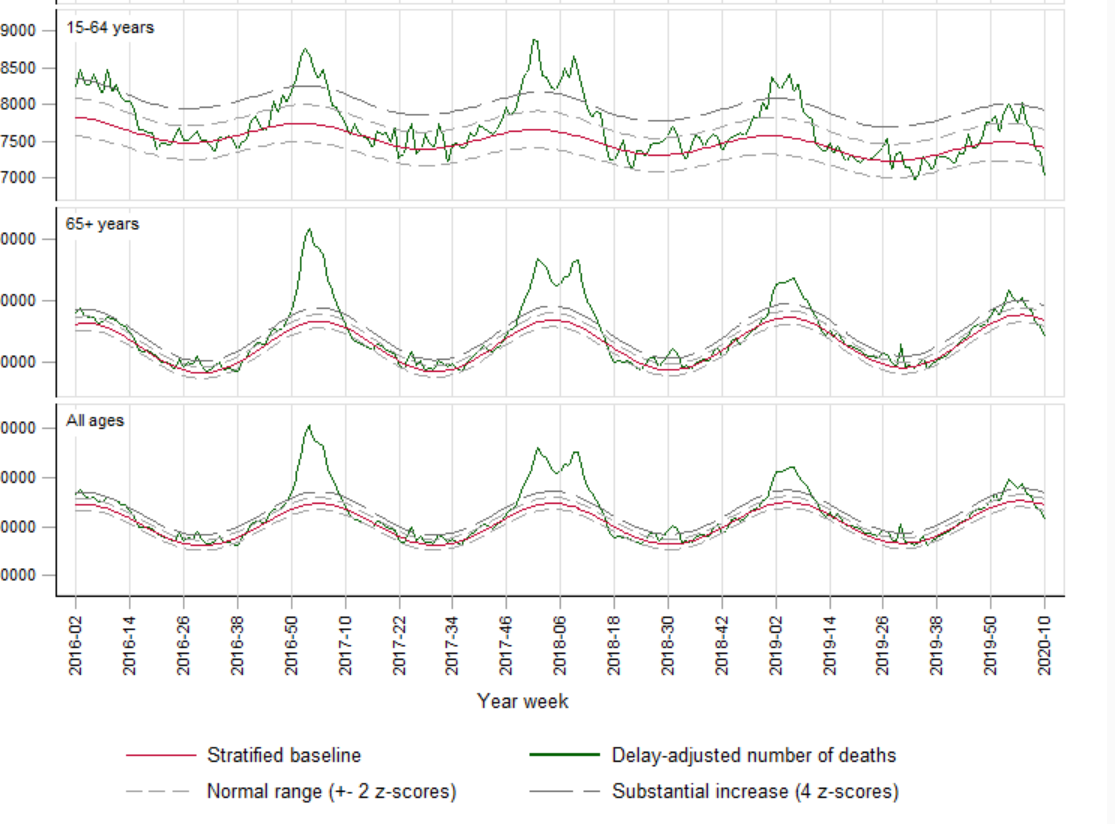 9000
15-64 years
8500
8000
7500
7000
65+ years
0000
0000
0000
All ages
0000
0000
0000
0000
2016-02 2016-14 2016-26 2016-38 2016-50 2017-10 2017-22 2017-34 2017-46 2018-06 2018-18 2018-30 2018-42 2019-02 2019-14 2019-26 2019-38 2019-50 2020-10
Year week
Stratified baseline Delay-adjusted number of deaths
Normal range (+- 2 z-scores) Substantial increase (4 z-scores)